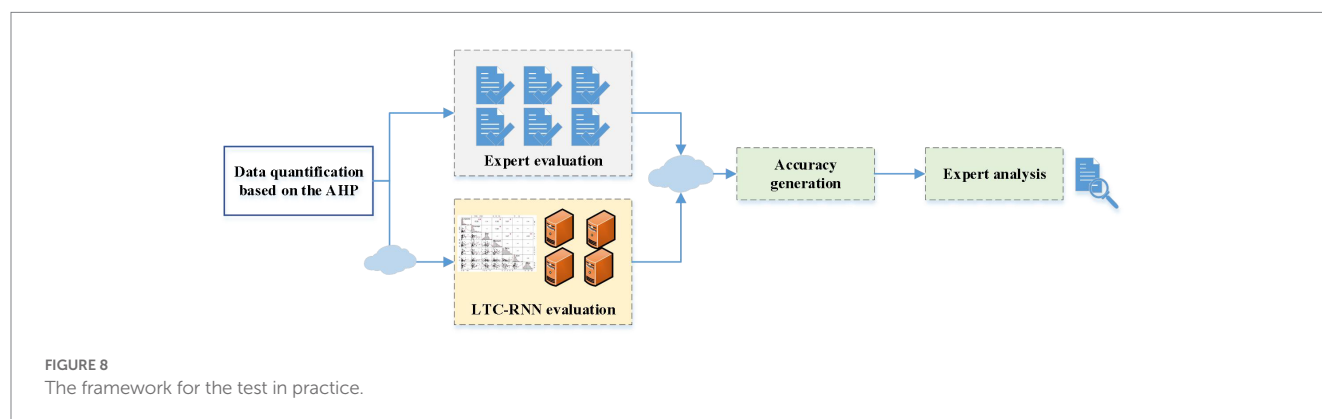 Data quantification
based on the AHP
Expert evaluation
LTC-RNN evaluation
Accuracy
generation
Expert analysis
FIGURE 8
The framework for the test in practice.